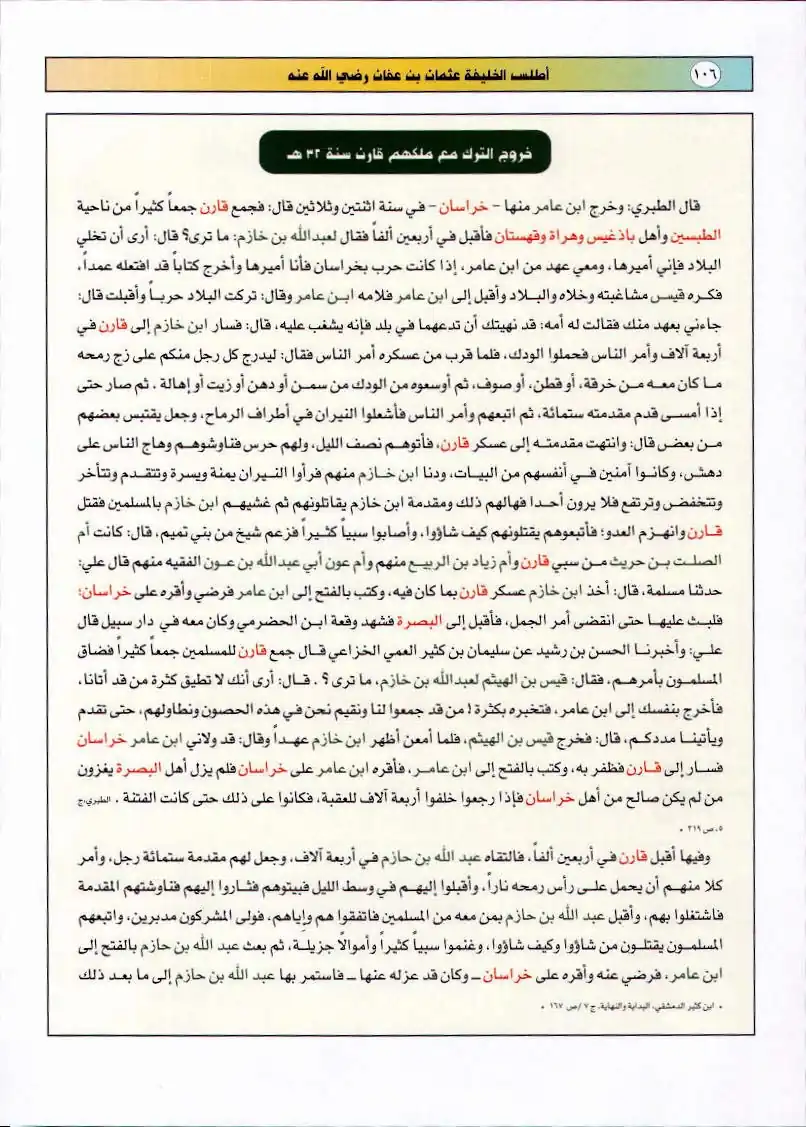 ١٠٦
أطلس الخليفة عثمان بن عفان رضي الله عنه
خروج الترك مع ملكهم قارن سنة ٣٢ هـ
قال الطبري: وخرج ابن عامر منها - خراسان - في سنة اثنتين وثلاثين قال: فجمع قارن جمعاً كثيراً من ناحية
الطبسين وأهل باذغيس وهراة وقهستان فأقبل في أربعين ألفاً فقال لعبدالله بن خازم: ما ترى؟ قال: أرى أن تخلي
البلاد فإني أميرها، ومعي عهد من ابن عامر، إذا كانت حرب بخراسان فأنا أميرها وأخرج كتاباً قد افتعله عمداً،
فكره قيس مشاغبته وخلاه والبلاد وأقبل إلى ابن عامر فلامه ابن عامر وقال: تركت البلاد حرباً وأقبلت قال:
جاءني بعهد منك فقالت له أمه: قد نهيتك أن تدعهما في بلد فإنه يشغب عليه، قال: فسار ابن خازم إلى قارن في
أربعة آلاف وأمر الناس فحملوا الودك، فلما قرب من عسكره أمر الناس فقال: ليدرج كل رجل منكم على زج رمحه
ما كان معه من خرقة، أو قطن، أو صوف، ثم أوسعوه من الودك من سمن أو دهن أو زيت أو إهالة . ثم صار حتى
إذا أمسى قدم مقدمته ستمائة، ثم اتبعهم وأمر الناس فأشعلوا النيران في أطراف الرماح، وجعل يقتبس بعضهم
من بعض قال: وانتهت مقدمته إلى عسكر قارن، فأتوهم نصف الليل، ولهم حرس فناوشوهم وهاج الناس على
دهش، وكانوا آمنين في أنفسهم من البيات، ودنا ابن خازم منهم فرأوا النيران يمنة ويسرة وتتقدم وتتأخر
وتتخفض وترتفع فلا يرون أحدا فهالهم ذلك ومقدمة ابن خازم يقاتلونهم ثم غشيهم ابن خازم بالمسلمين فقتل
قارن وانهزم العدو؛ فأتبعوهم يقتلونهم كيف شاؤوا، وأصابوا سبياً كثيراً فزعم شيخ من بني تميم، قال: كانت أم
الصلت بن حريث من سبي قارن وأم زياد بن الربيع منهم وأم عون أبي عبدالله بن عون الفقيه منهم قال علي:
حدثنا مسلمة، قال: أخذ ابن خازم عسكر قارن بما كان فيه، وكتب بالفتح إلى ابن عامر فرضي وأقره على خراسان؛
فلبث عليها حتى انقضى أمر الجمل، فأقبل إلى البصرة فشهد وقعة ابن الحضرمي وكان معه في دار سبيل قال
علي: وأخبرنا الحسن بن رشيد عن سليمان بن كثير العمي الخزاعي قال جمع قارن للمسلمين جمعاً كثيراً فضاق
المسلمون بأمرهم، فقال: قيس بن الهيثم لعبدالله بن خازم، ما ترى ؟ . قال: أرى أنك لا تطيق كثرة من قد أتانا،
فأخرج بنفسك إلى ابن عامر، فتخبره بكثرة ! من قد جمعوا لنا ونقيم نحن في هذه الحصون ونطاولهم، حتى تقدم
ويأتينا مددكم، قال: فخرج قيس بن الهيثم، فلما أمعن أظهر ابن خازم عهداً وقال: قد ولاني ابن عامر خراسان
فسار إلى قارن فظفر به، وكتب بالفتح إلى ابن عامر، فأقره ابن عامر على خراسان فلم يزل أهل البصرة يغزون
من لم يكن صالح من أهل خراسان فإذا رجعوا خلفوا أربعة آلاف للعقبة، فكانوا على ذلك حتى كانت الفتنة . الطبري،ج
٥، ص ٢١٩ •
وفيها أقبل قارن في أربعين ألفاً، فالتقاه عبد الله بن حازم في أربعة آلاف، وجعل لهم مقدمة ستمائة رجل، وأمر
كلا منهم أن يحمل على رأس رمحه ناراً، وأقبلوا إليهم في وسط الليل فبيتوهم فثاروا إليهم فناوشتهم المقدمة
فاشتغلوا بهم، وأقبل عبد الله بن حازم بمن معه من المسلمين فاتفقوا هم وإياهم، فولى المشركون مدبرين، واتبعهم
المسلمون يقتلون من شاؤوا وكيف شاؤوا، وغنموا سبياً كثيراً وأموالاً جزيلة، ثم بعث عبد الله بن حازم بالفتح إلى
ابن عامر، فرضي عنه وأقره على خراسان ــ وكان قد عزله عنها ــ فاستمر بها عبد الله بن حازم إلى ما بعد ذلك
• ابن كثير الدمشقي، البداية والنهاية، ج٧ /ص ١٦٧ •